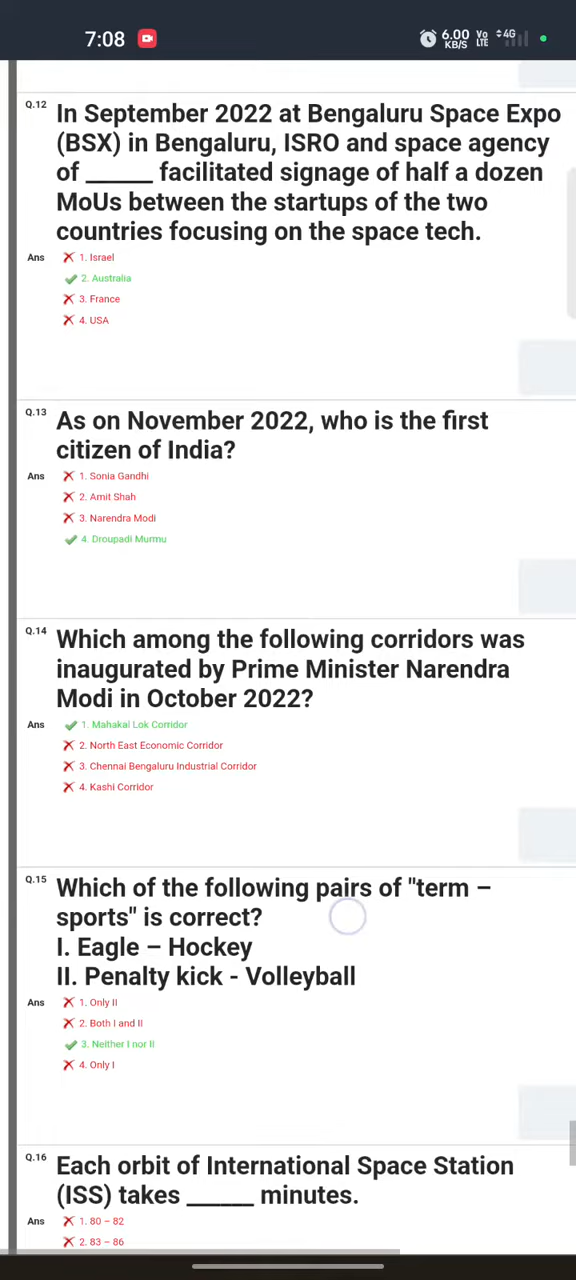 7:08
6.00
KB/S
Vo
LTE
4G
Q.12 In September 2022 at Bengaluru Space Expo
(BSX) in Bengaluru, ISRO and space agency
of ______ facilitated signage of half a dozen
MoUs between the startups of the two
countries focusing on the space tech.
Ans 1. Israel
2. Australia
3. France
4. USA
Q.13 As on November 2022, who is the first
citizen of India?
Ans 1. Sonia Gandhi
2. Amit Shah
3. Narendra Modi
4. Droupadi Murmu
Q.14 Which among the following corridors was
inaugurated by Prime Minister Narendra
Modi in October 2022?
Ans 1. Mahakal Lok Corridor
2. North East Economic Corridor
3. Chennai Bengaluru Industrial Corridor
4. Kashi Corridor
Q.15 Which of the following pairs of "term –
sports" is correct?
I. Eagle – Hockey
II. Penalty kick - Volleyball
Ans 1. Only II
2. Both I and II
3. Neither I nor II
4. Only I
Q.16 Each orbit of International Space Station
(ISS) takes ______ minutes.
Ans 1. 80 – 82
2. 83 – 86